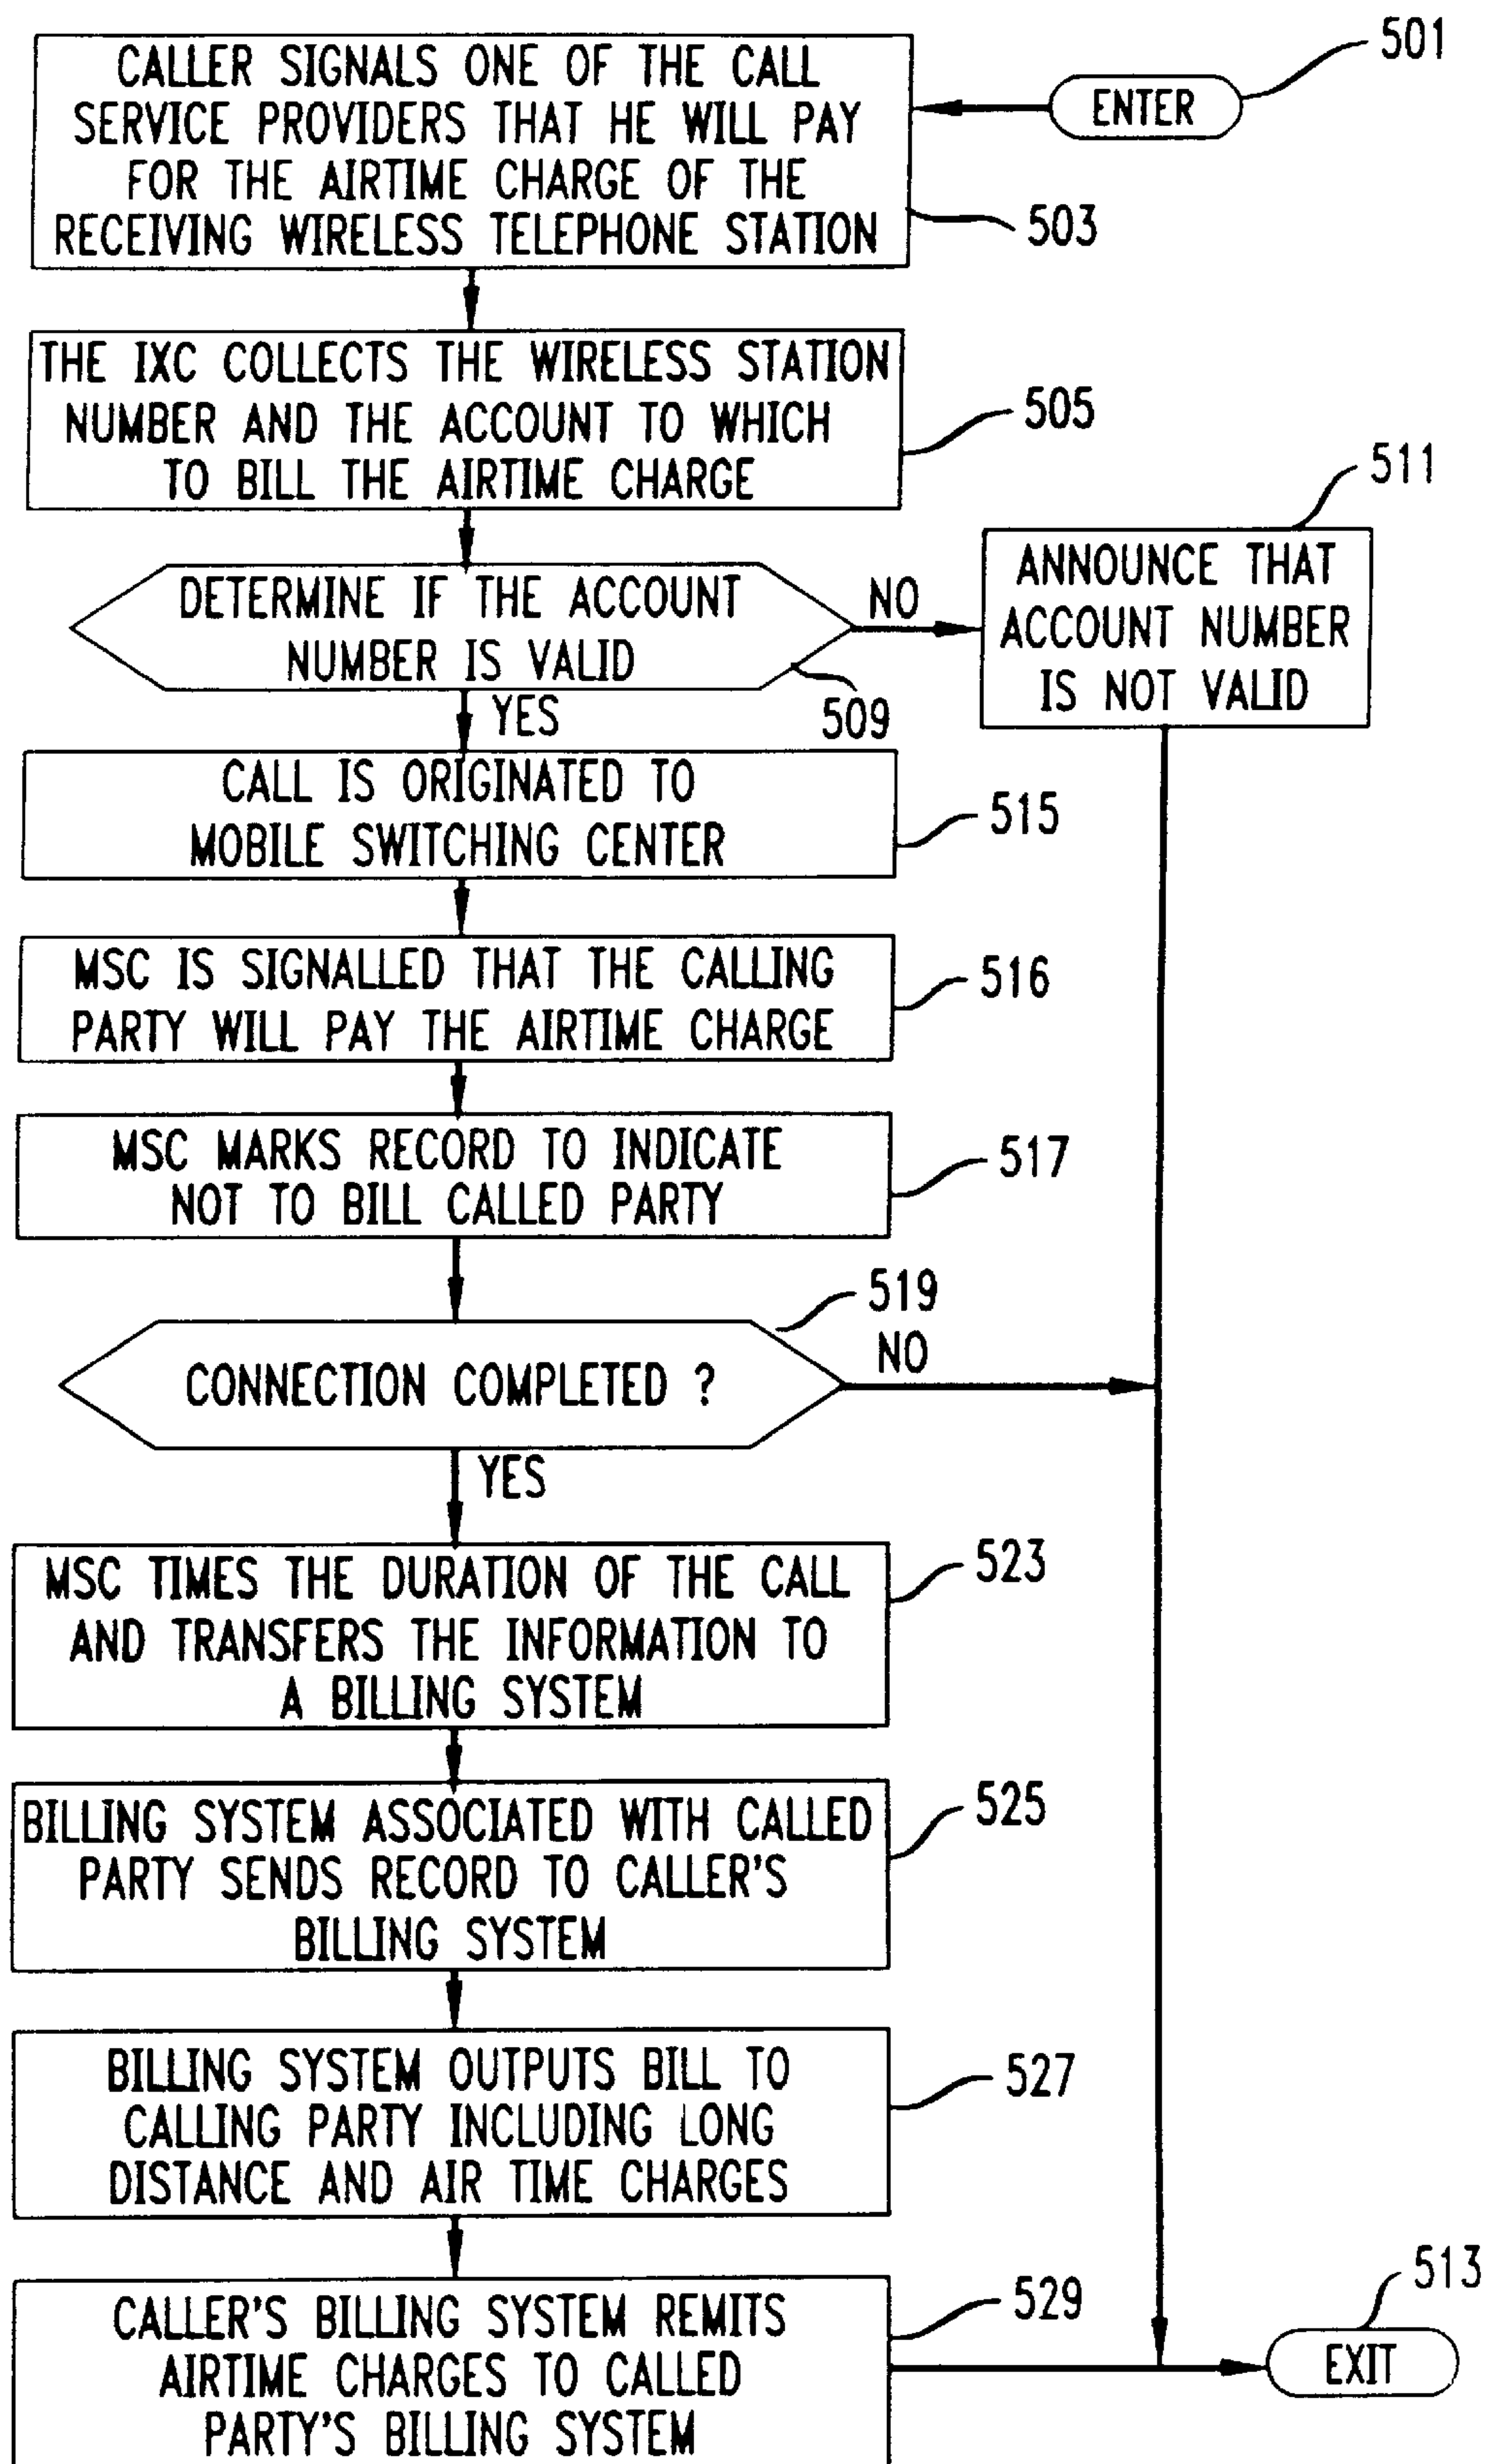 501
ENTER
CALLER SIGNALS ONE OF THE CALL
SERVICE PROVIDERS THAT HE WILL PAY
FOR THE AIRTIME CHARGE OF THE
RECEIVING WIRELESS TELEPHONE STATION
503
THE IXC COLLECTS THE WIRELESS STATION
NUMBER AND THE ACCOUNT TO WHICH
TO BILL THE AIRTIME CHARGE
505
DETERMINE IF THE ACCOUNT
NUMBER IS VALID
509
NO
511
ANNOUNCE THAT
ACCOUNT NUMBER
IS NOT VALID
YES
CALL IS ORIGINATED TO
MOBILE SWITCHING CENTER
515
MSC IS SIGNALLED THAT THE CALLING
PARTY WILL PAY THE AIRTIME CHARGE
516
MSC MARKS RECORD TO INDICATE
NOT TO BILL CALLED PARTY
517
519
CONNECTION COMPLETED ?
NO
YES
MSC TIMES THE DURATION OF THE CALL
AND TRANSFERS THE INFORMATION TO
A BILLING SYSTEM
523
BILLING SYSTEM ASSOCIATED WITH CALLED
PARTY SENDS RECORD TO CALLER'S
BILLING SYSTEM
525
BILLING SYSTEM OUTPUTS BILL TO
CALLING PARTY INCLUDING LONG
DISTANCE AND AIR TIME CHARGES
527
CALLER'S BILLING SYSTEM REMITS
AIRTIME CHARGES TO CALLED
PARTY'S BILLING SYSTEM
529
513
EXIT